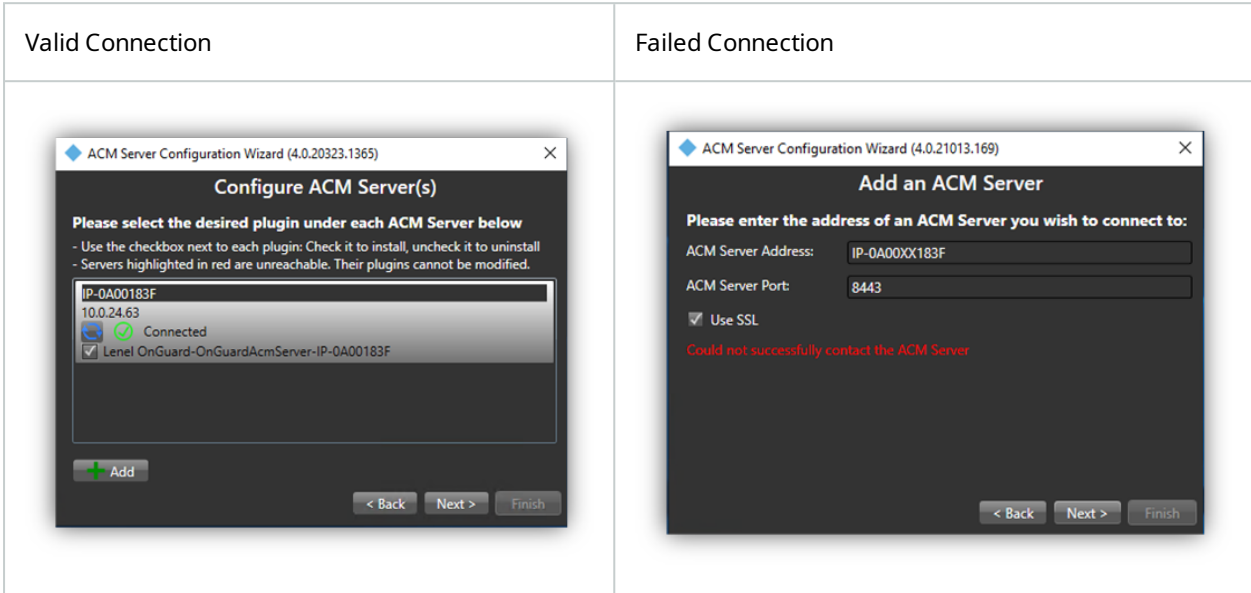 Valid Connection
Failed Connection
ACM Server Configuration Wizard (4.0.20323.1365)
Configure ACM Server(s)
Please select the desired plugin under each ACM Server below
- Use the checkbox next to each plugin: Check it to install, uncheck it to uninstall
- Servers highlighted in red are unreachable. Their plugins cannot be modified.
IP-0A00183F
10.0.24.63
Connected
Lenel OnGuard-OnGuardAcmServer-IP-0A00183F
Add
< Back Next > Finish
ACM Server Configuration Wizard (4.0.21013.169)
Add an ACM Server
Please enter the address of an ACM Server you wish to connect to:
ACM Server Address: IP-0A00XX183F
ACM Server Port: 8443
Use SSL
Could not successfully contact the ACM Server
< Back Next > Finish